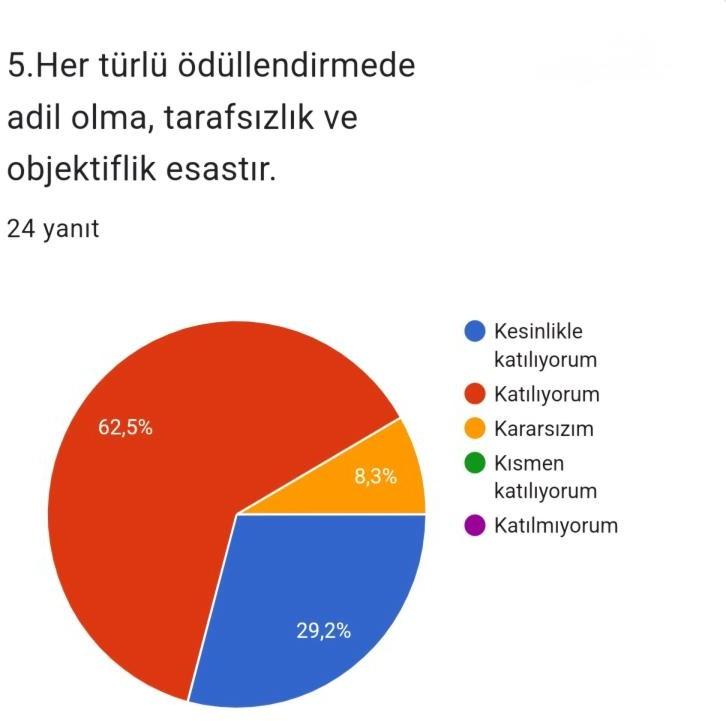 5.Her türlü ödüllendirmede
adil olma, tarafsızlık ve
objektiflik esastır.
24 yanıt
Kesinlikle
katılıyorum
Katılıyorum
Kararsızım
Kısmen
katılıyorum
Katılmıyorum
62,5%
8,3%
29,2%